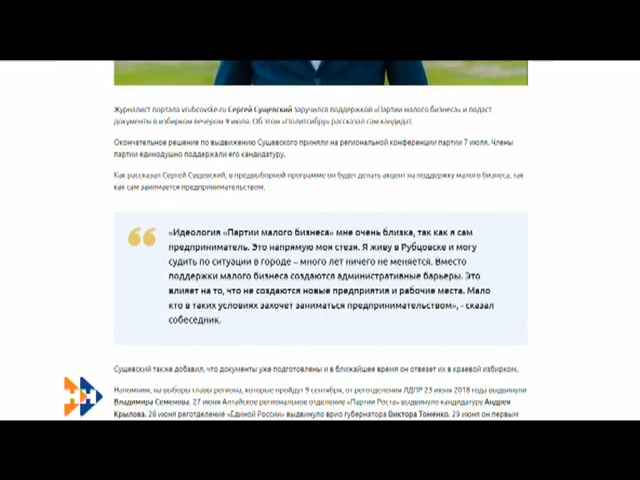 Журналист портала vrubcovske.ru Сергей Сущевский заручился поддержкой «Партии малого бизнеса» и подаст
документы в избирком вечером 9 июля. Об этом «Политсибру» рассказал сам кандидат.
Окончательное решение по выдвижению Сущевского приняли на региональной конференции партии 7 июля. Члены
партии единодушно поддержали его кандидатуру.
Как рассказал Сергей Сущевский, в предвыборной программе он будет делать акцент на поддержку малого бизнеса, так
как сам занимается предпринимательством.
«Идеология «Партии малого бизнеса» мне очень близка, так как я сам
предприниматель. Это напрямую моя стезя. Я живу в Рубцовске и могу
судить по ситуации в городе – много лет ничего не меняется. Вместо
поддержки малого бизнеса создаются административные барьеры. Это
влияет на то, что не создаются новые предприятия и рабочие места. Мало
кто в таких условиях захочет заниматься предпринимательством», - сказал
собеседник.
Сущевский также добавил, что документы уже подготовлены и в ближайшее время он отвезет их в краевой избирком.
Напомним, на выборы главы региона, которые пройдут 9 сентября, от реготделения ЛДПР 23 июня 2018 года выдвинули
Владимира Семенова, 27 июня Алтайское региональное отделение «Партии Роста» выдвинуло кандидатуру Андрея
Крылова, 28 июня реготделение «Единой России» выдвинуло врио губернатора Виктора Томенко, 29 июня он первым
НН